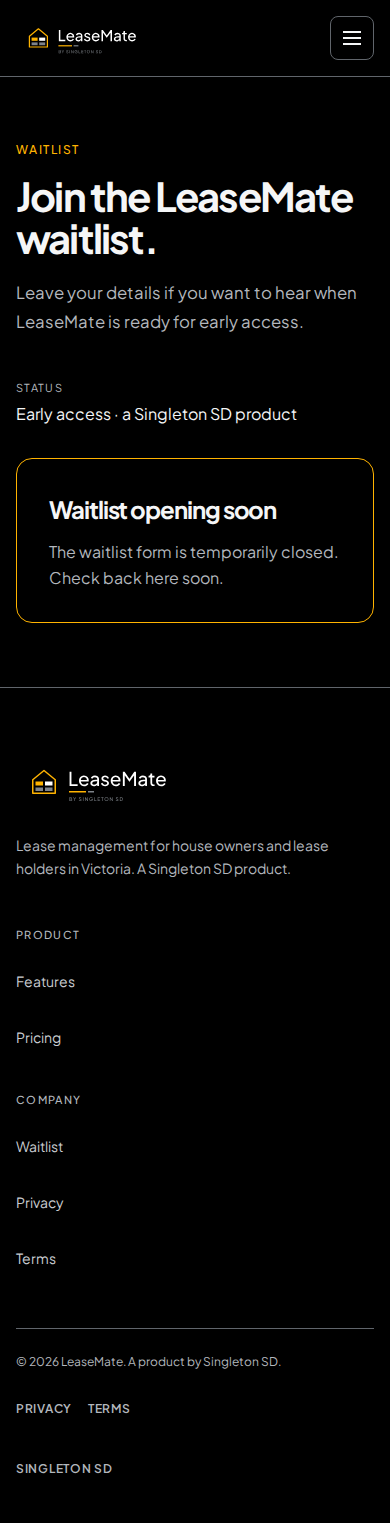 LeaseMate
BY SINGLETON SD
WAITLIST
Join the LeaseMate
waitlist.
Leave your details if you want to hear when
LeaseMate is ready for early access.
STATUS
Early access · a Singleton SD product
Waitlist opening soon
The waitlist form is temporarily closed.
Check back here soon.
LeaseMate
BY SINGLETON SD
Lease management for house owners and lease
holders in Victoria. A Singleton SD product.
PRODUCT
Features
Pricing
COMPANY
Waitlist
Privacy
Terms
© 2026 LeaseMate. A product by Singleton SD.
PRIVACY TERMS
SINGLETON SD